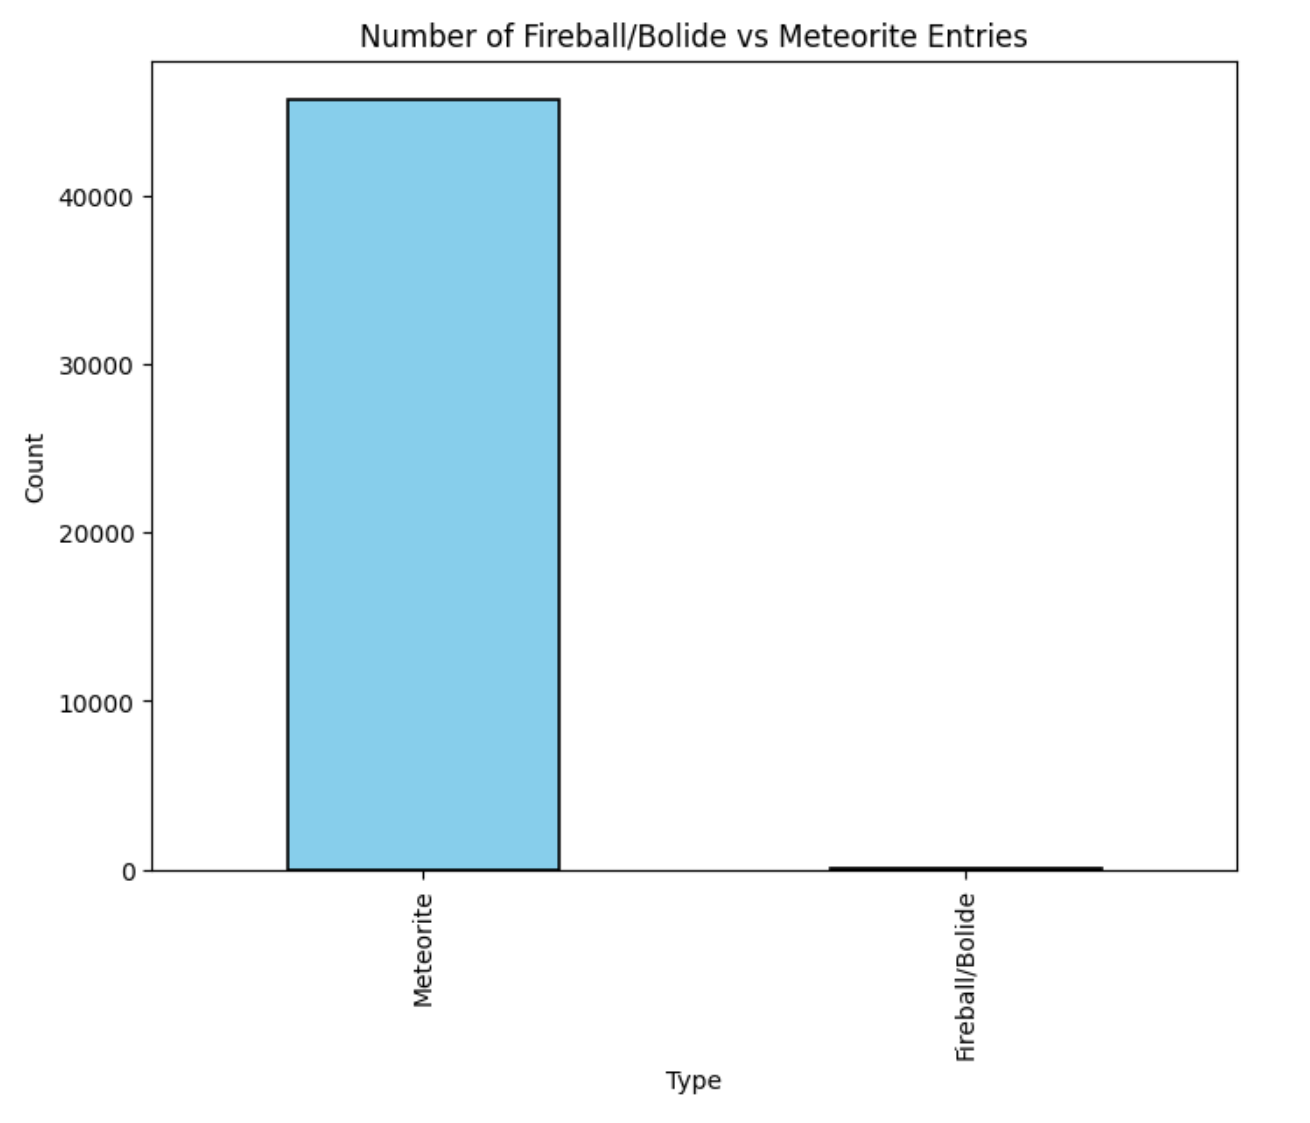 Number of Fireball/Bolide vs Meteorite Entries
40000
30000
20000
10000
0
Count
Meteorite
Fireball/Bolide
Type